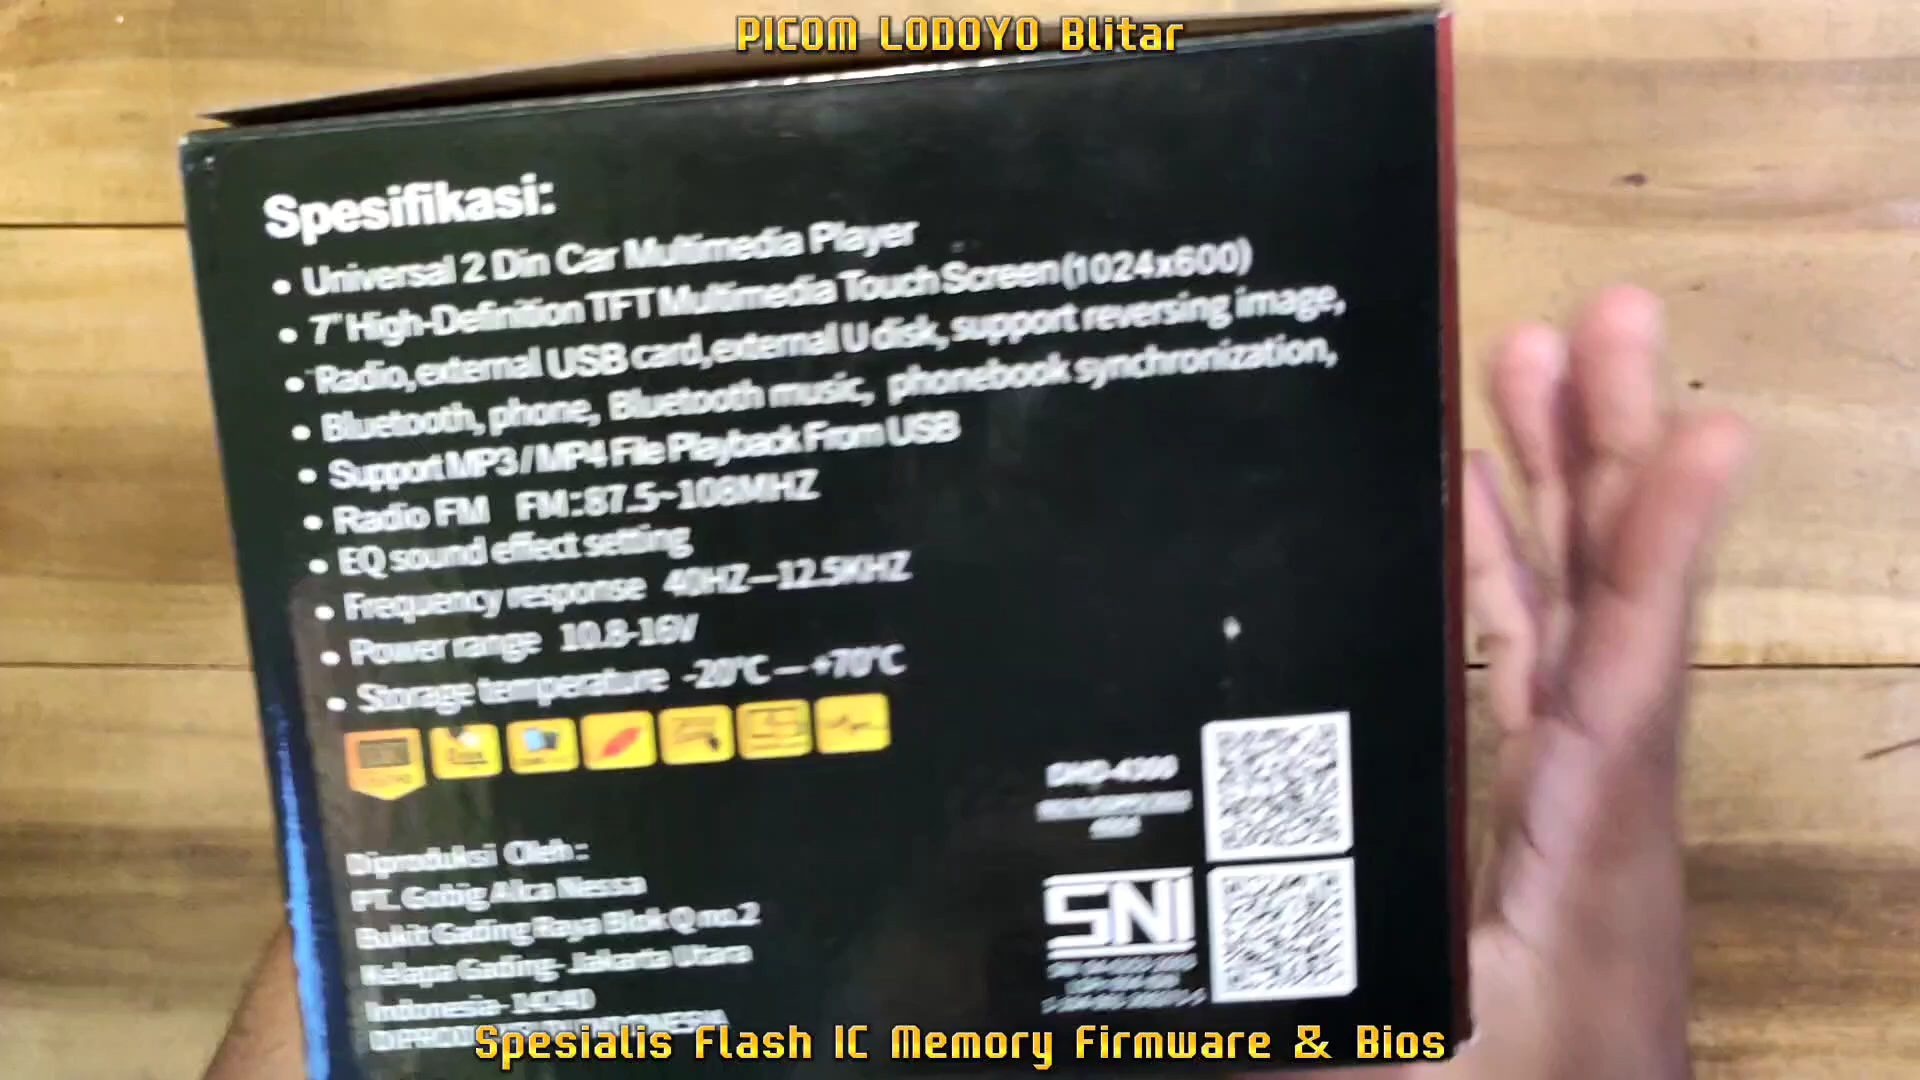 PICOM LODOYO Blitar
Spesifikasi:
• Universal 2 Din Car Multimedia Player
• 7" High-Definition TFT Multimedia Touch Screen (1024x600)
• Radio, external USB card, external U disk, support reversing image,
• Bluetooth, phone, Bluetooth music, phonebook synchronization,
• Support MP3 / MP4 File Playback From USB
• Radio FM FM:87.5~108MHZ
• EQ sound effect setting
• Frequency response 40HZ—12.5KHZ
• Power range 10.8-16V
• Storage temperature -20°C — +70°C
Diproduksi Oleh :
PT. Gobig Alca Nessa
Bukit Gading Raya Blok Q no.2
Kelapa Gading- Jakarta Utara
Indonesia- 14240
SNI
Spesialis Flash IC Memory Firmware & Bios